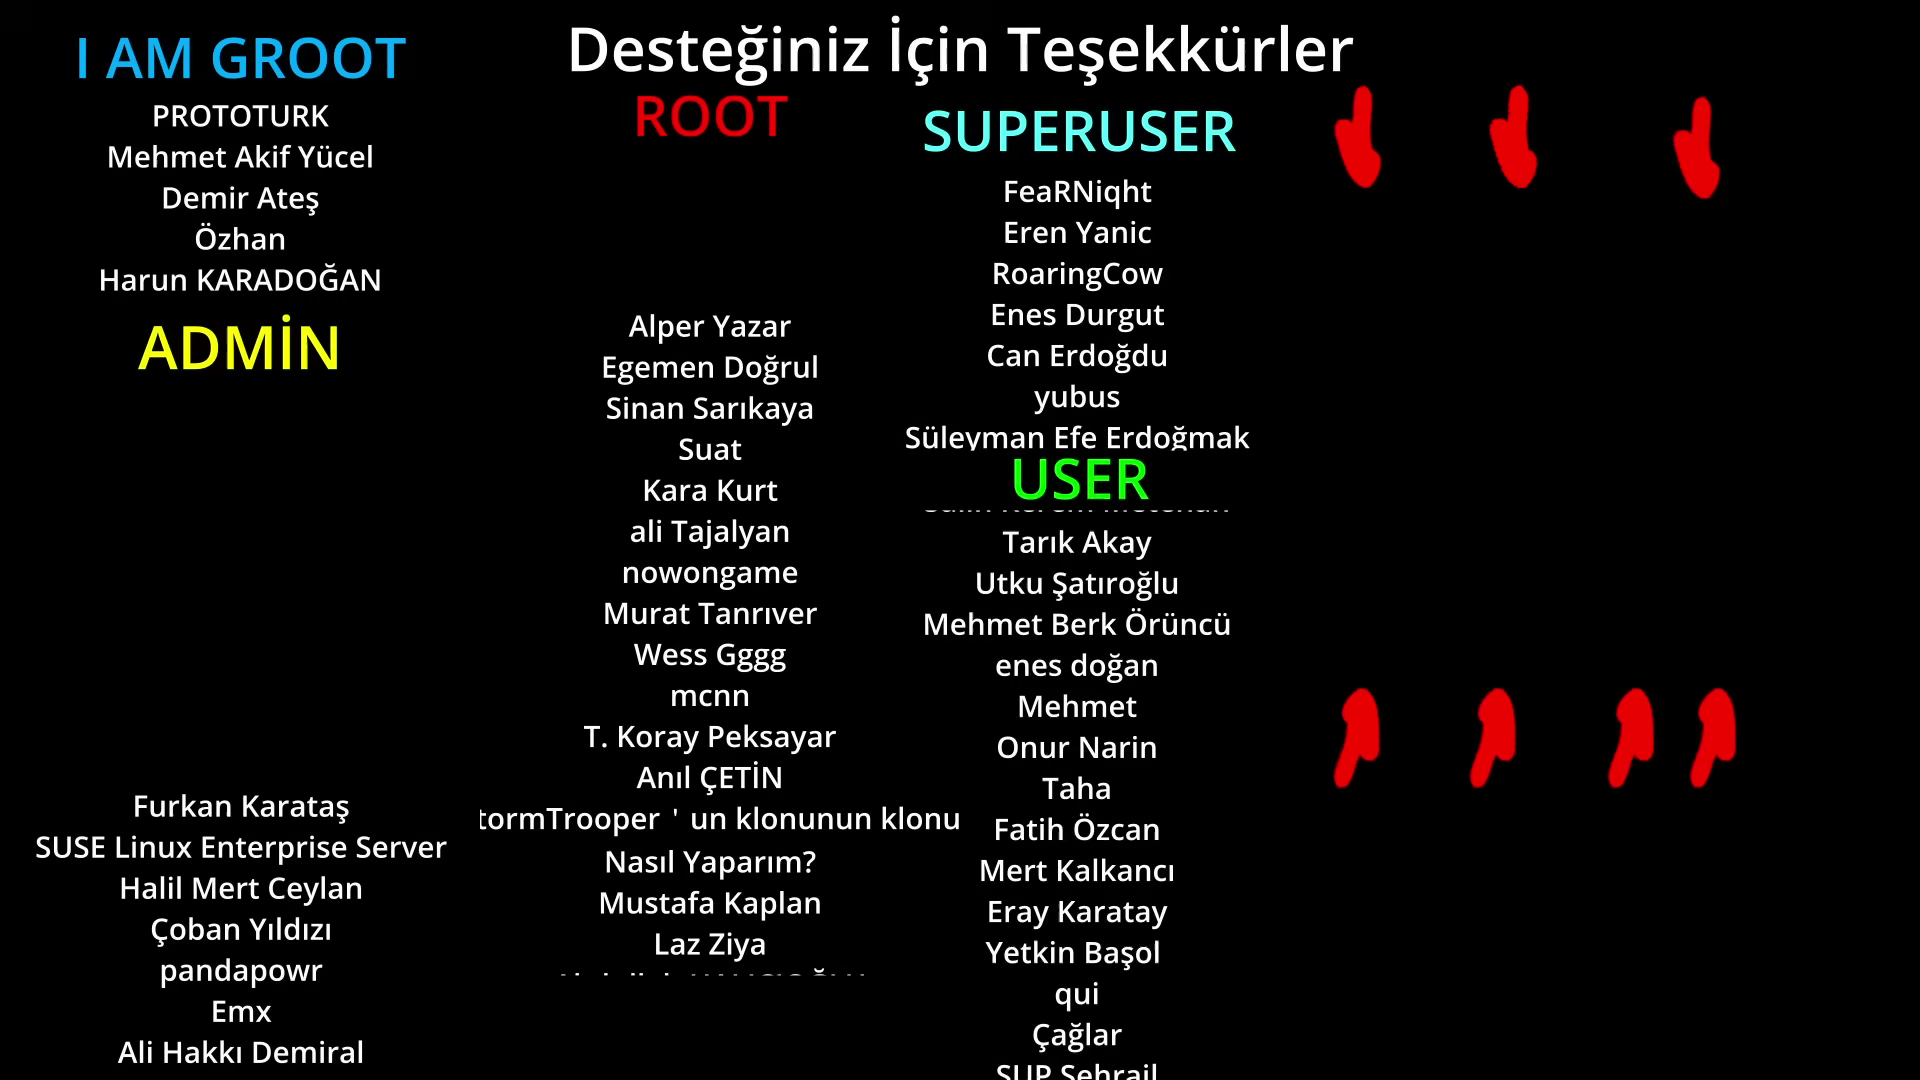 Desteğiniz İçin Teşekkürler
I AM GROOT
PROTOTURK
Mehmet Akif Yücel
Demir Ateş
Özhan
Harun KARADOĞAN
ADMİN
Furkan Karataş
SUSE Linux Enterprise Server
Halil Mert Ceylan
Çoban Yıldızı
pandapowr
Emx
Ali Hakkı Demiral
ROOT
Alper Yazar
Egemen Doğrul
Sinan Sarıkaya
Suat
Kara Kurt
ali Tajalyan
nowongame
Murat Tanrıver
Wess Gggg
mcnn
T. Koray Peksayar
Anıl ÇETİN
tormTrooper ' un klonunun klonu
Nasıl Yaparım?
Mustafa Kaplan
Laz Ziya
SUPERUSER
FeaRNiqht
Eren Yanic
RoaringCow
Enes Durgut
Can Erdoğdu
yubus
Süleyman Efe Erdoğmak
USER
Tarık Akay
Utku Şatıroğlu
Mehmet Berk Örüncü
enes doğan
Mehmet
Onur Narin
Taha
Fatih Özcan
Mert Kalkancı
Eray Karatay
Yetkin Başol
qui
Çağlar
SUP Sehrail